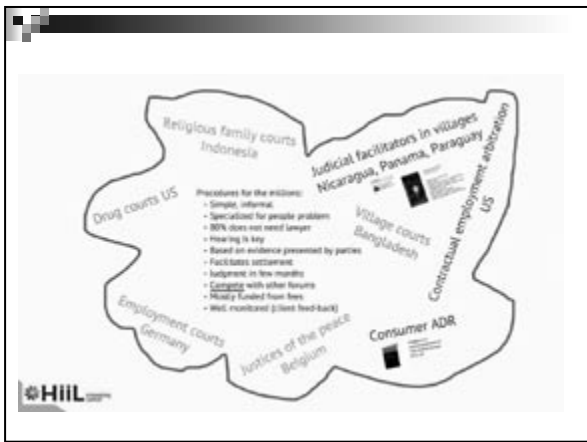 Religious family courts
Indonesia
Judicial facilitators in villages
Nicaragua, Panama, Paraguay
Contractual employment arbitration
US
Drug courts US
Procedures for the millions:
- Simple, informal
- Specialized for people problem
- 80% does not need lawyer
- Hearing is key
- Based on evidence presented by parties
- Facilitates settlement
- Judgment in few months
- Compete with other forums
- Mostly funded from fees
- Well monitored (client feed-back)
Village courts
Bangladesh
Employment courts
Germany
Justices of the peace
Belgium
Consumer ADR
HiiL